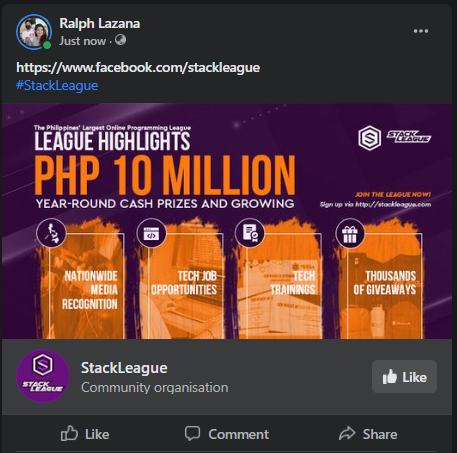 Ralph Lazana
Just now ·
https://www.facebook.com/stackleague
#StackLeague
The Philippines' Largest Online Programming League
LEAGUE HIGHLIGHTS
PHP 10 MILLION
YEAR-ROUND CASH PRIZES AND GROWING
STACK
LEAGUE
JOIN THE LEAGUE NOW!
Sign up via http://stackleague.com
NATIONWIDE
MEDIA
RECOGNITION
TECH JOB
OPPORTUNITIES
TECH
TRAININGS
THOUSANDS
OF GIVEAWAYS
STACK
LEAGUE
StackLeague
Community organisation
Like
Like
Comment
Share